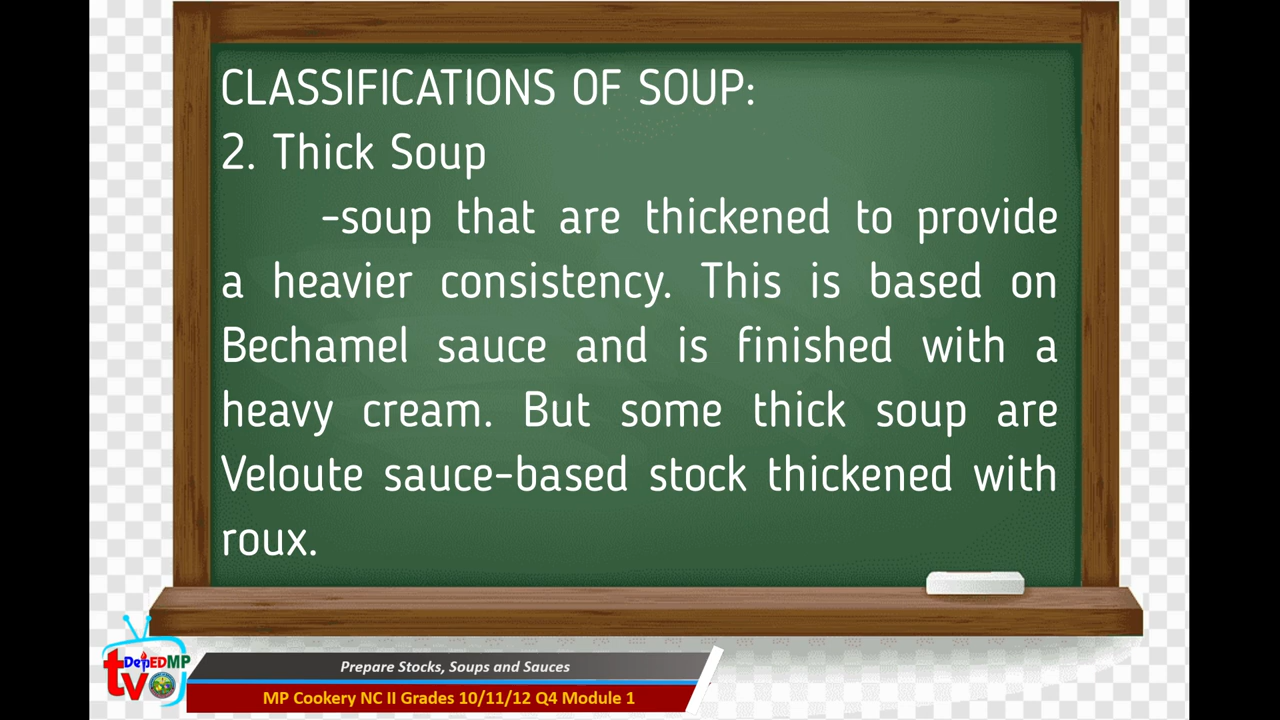 CLASSIFICATIONS OF SOUP:
2. Thick Soup
-soup that are thickened to provide
a heavier consistency. This is based on
Bechamel sauce and is finished with a
heavy cream. But some thick soup are
Veloute sauce-based stock thickened with
roux.
DepEDMP
tvo
Prepare Stocks, Soups and Sauces
MP Cookery NC II Grades 10/11/12 Q4 Module 1